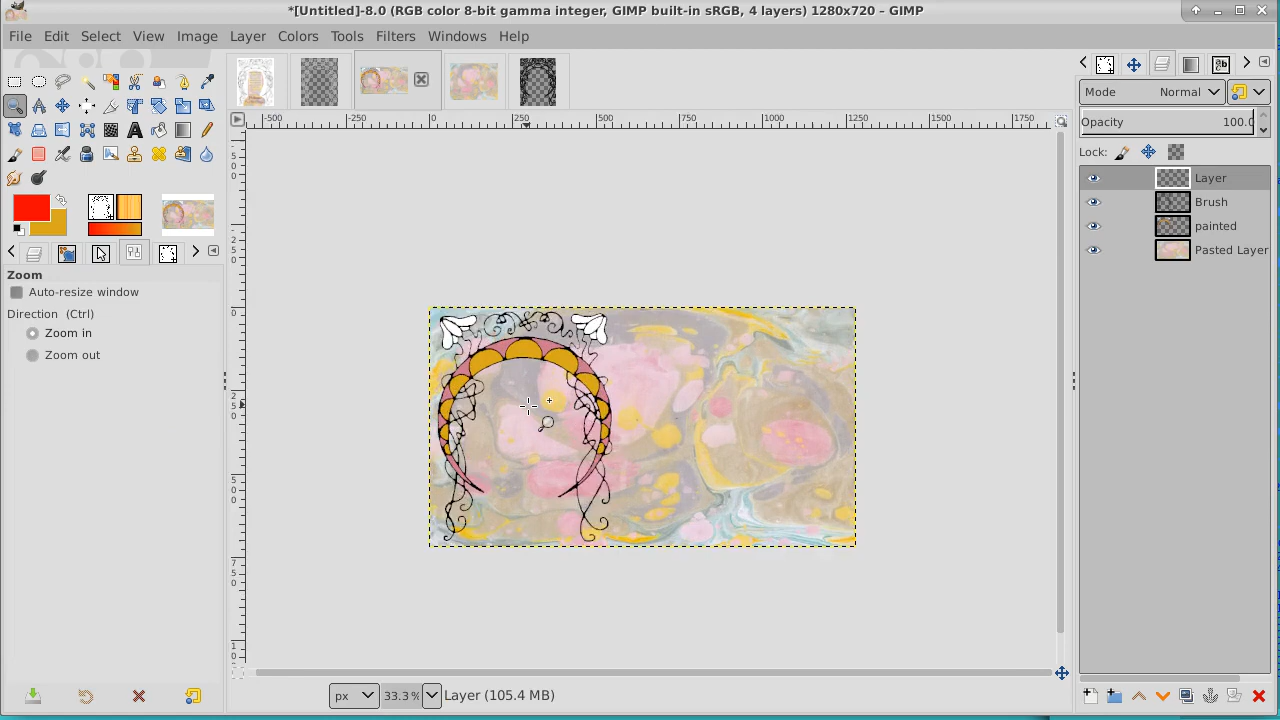 *[Untitled]-8.0 (RGB color 8-bit gamma integer, GIMP built-in sRGB, 4 layers) 1280x720 – GIMP
File Edit Select View Image Layer Colors Tools Filters Windows Help
Mode Normal
Opacity 100.0
Lock:
Layer
Brush
painted
Pasted Layer
-500 -250 0 250 500 750 1000 1250 1500 1750
Zoom
Auto-resize window
Direction (Ctrl)
Zoom in
Zoom out
px 33.3 % Layer (105.4 MB)